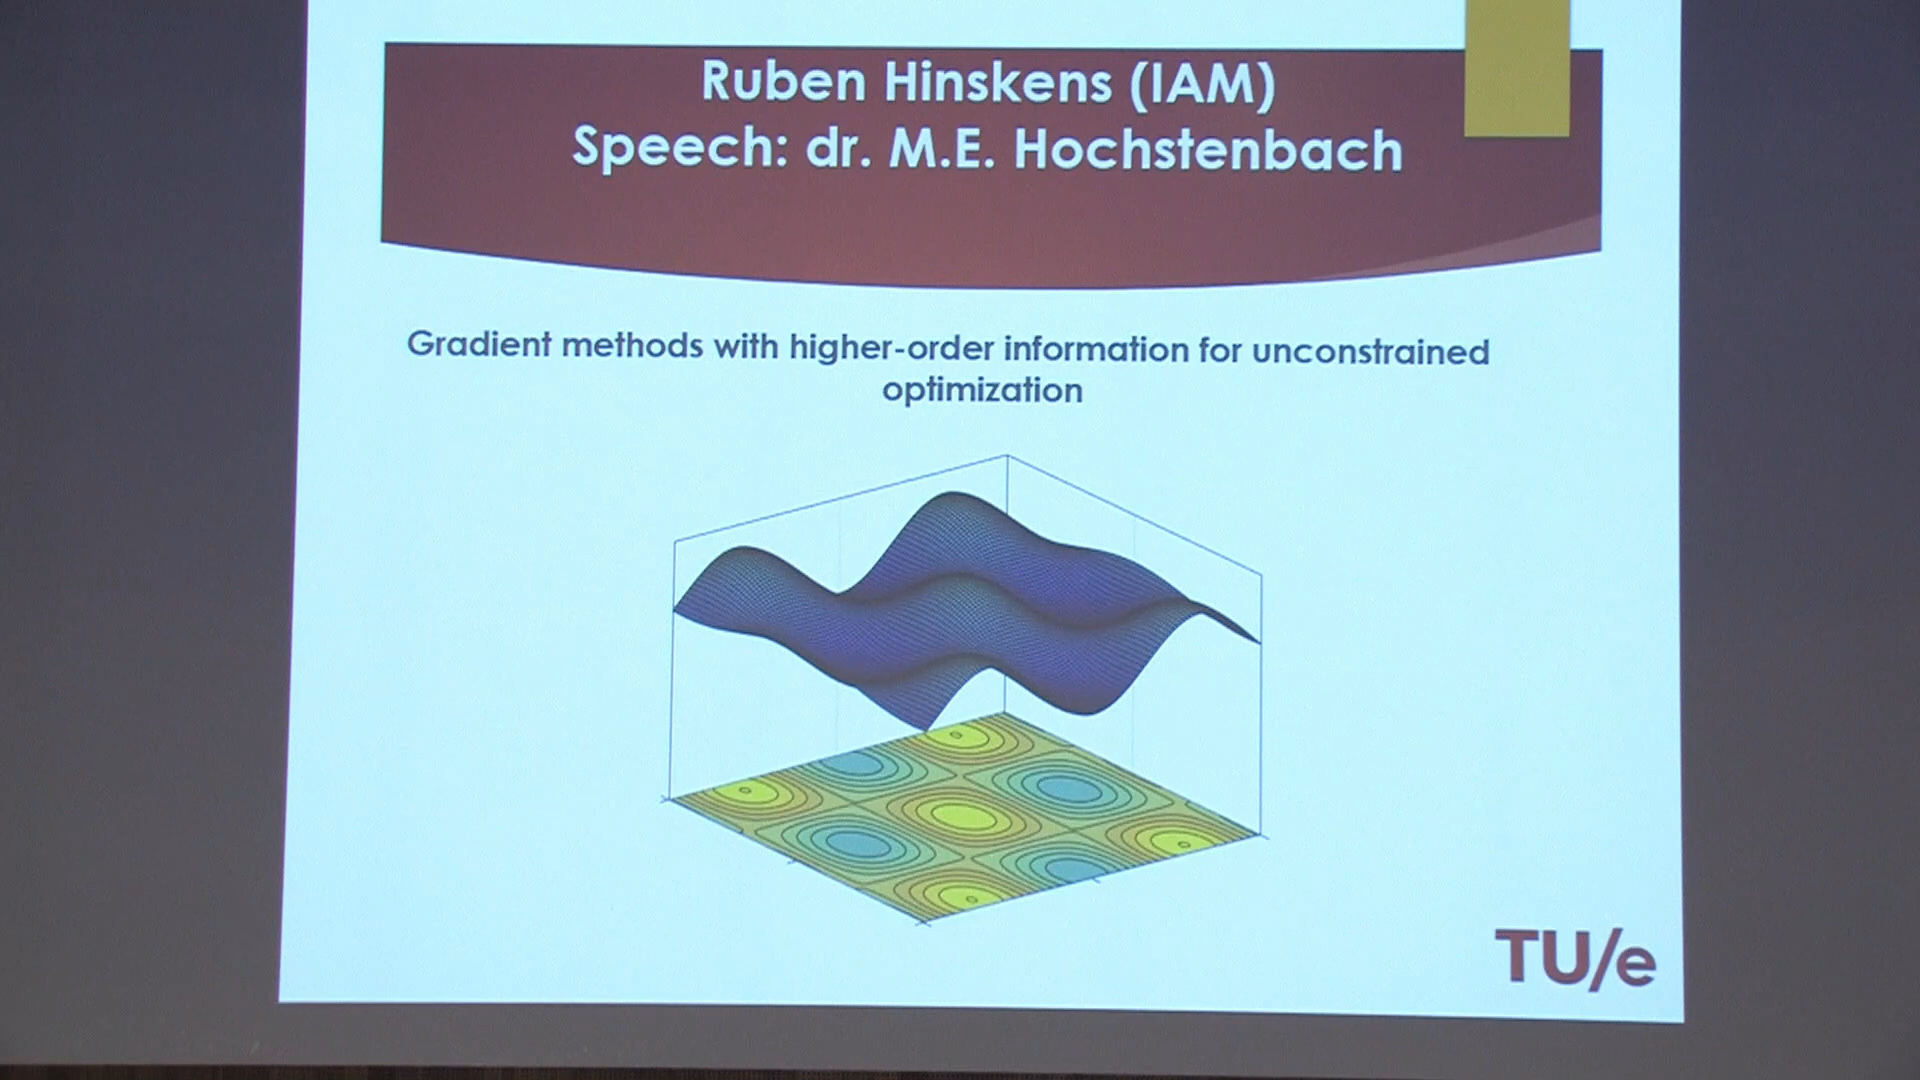 Ruben Hinskens (IAM)
Speech: dr. M.E. Hochstenbach
Gradient methods with higher-order information for unconstrained
optimization
TU/e